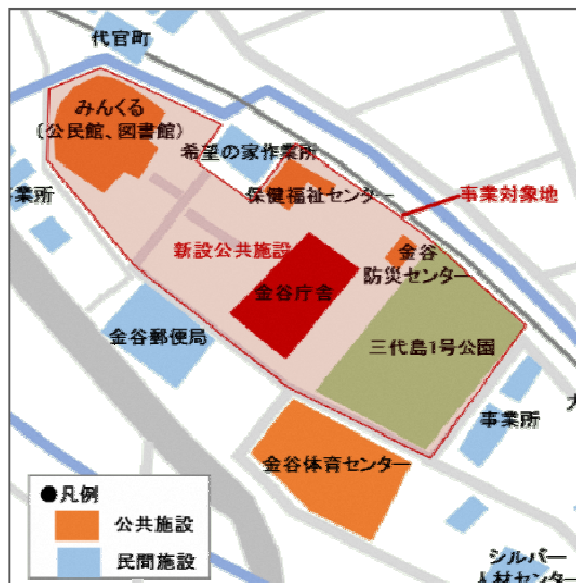 代官町
みんくる
(公民館、図書館)
希望の家作業所
保健福祉センター
事業所
事業対象地
新設公共施設
金谷
防災センター
金谷庁舎
金谷郵便局
三代島1号公園
事業所
金谷体育センター
●凡例
公共施設
民間施設
シルバー
人材センター